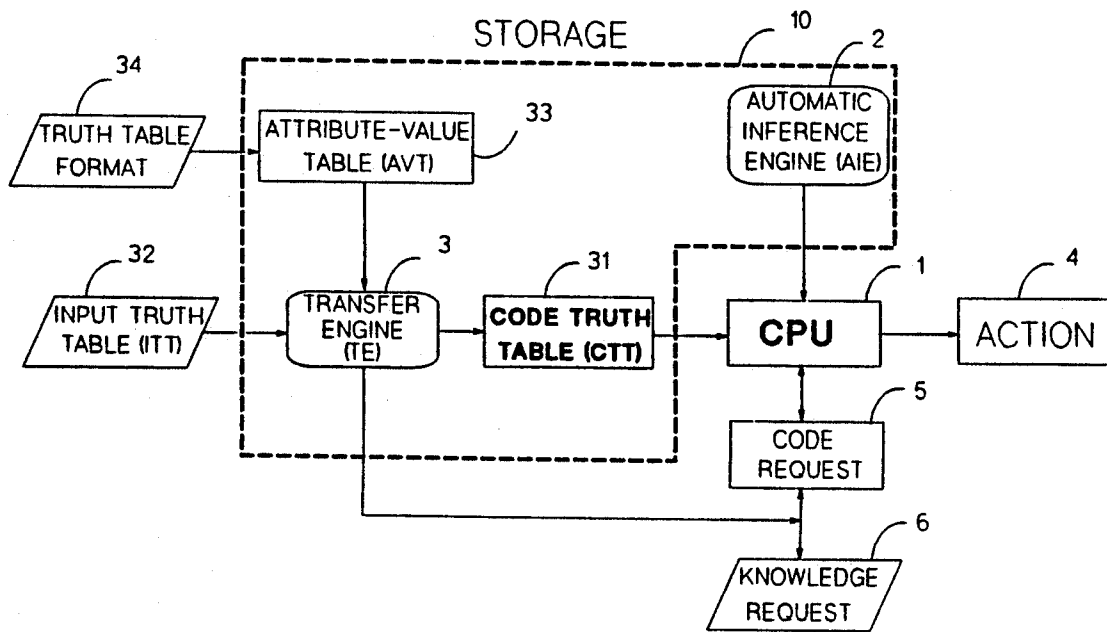 STORAGE
10
2
34
TRUTH TABLE
FORMAT
ATTRIBUTE-VALUE
TABLE (AVT)
33
AUTOMATIC
INFERENCE
ENGINE (AIE)
32
INPUT TRUTH
TABLE (ITT)
3
TRANSFER
ENGINE
(TE)
31
CODE TRUTH
TABLE (CTT)
1
CPU
4
ACTION
5
CODE
REQUEST
6
KNOWLEDGE
REQUEST